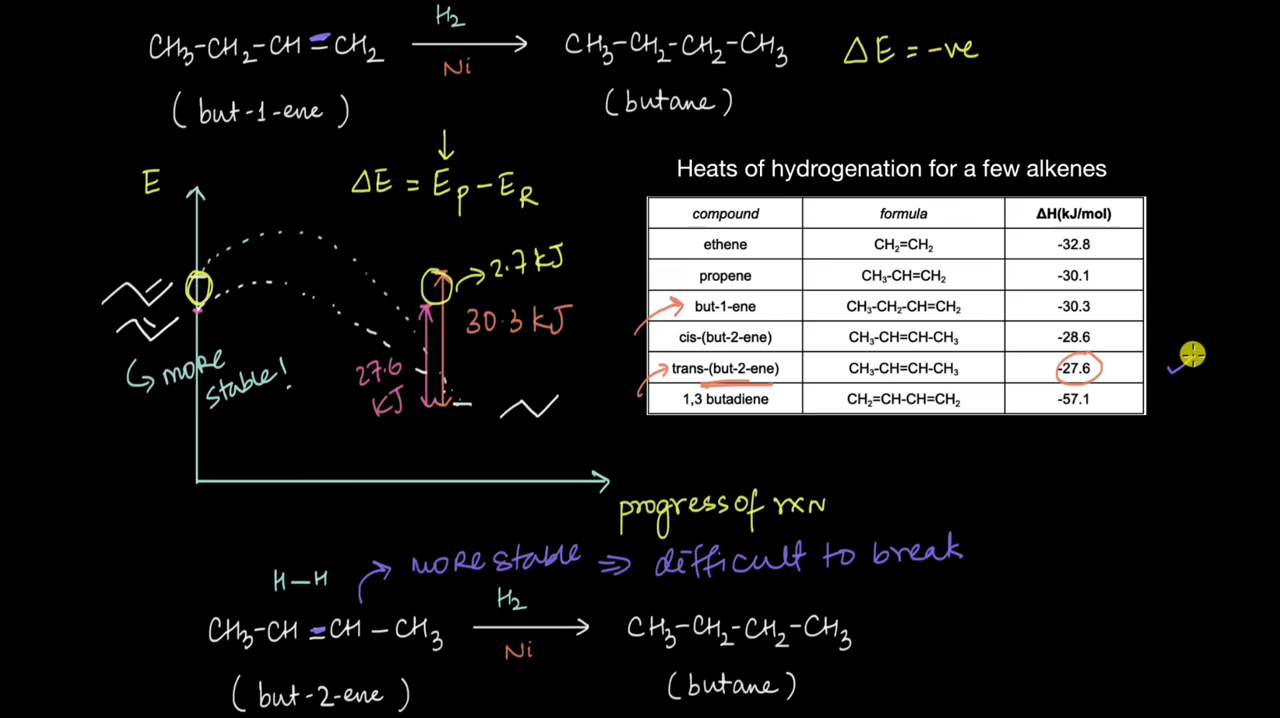 CH3-CH2-CH=CH2
H2
Ni
CH3-CH2-CH2-CH3
ΔE = -ve
(but-1-ene)
(butane)
E
ΔE = EP - ER
2.7 kJ
30.3 kJ
27.6
kJ
more
stable!
progress of rxn
Heats of hydrogenation for a few alkenes
compound formula ΔH(kJ/mol)
ethene CH2=CH2 -32.8
propene CH3-CH=CH2 -30.1
but-1-ene CH3-CH2-CH=CH2 -30.3
cis-(but-2-ene) CH3-CH=CH-CH3 -28.6
trans-(but-2-ene) CH3-CH=CH-CH3 -27.6
1,3 butadiene CH2=CH-CH=CH2 -57.1
more stable ⇒ difficult to break
H-H
CH3-CH=CH-CH3
H2
Ni
CH3-CH2-CH2-CH3
(but-2-ene)
(butane)